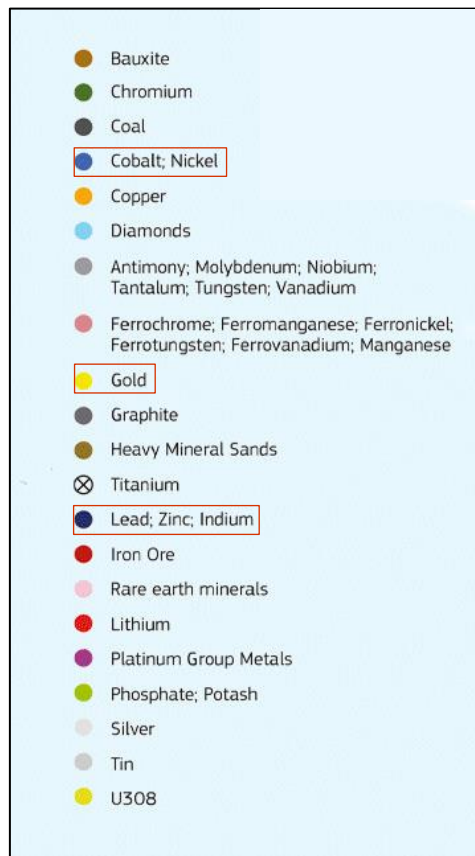 Bauxite
Chromium
Coal
Cobalt; Nickel
Copper
Diamonds
Antimony; Molybdenum; Niobium;
Tantalum; Tungsten; Vanadium
Ferrochrome; Ferromanganese; Ferronickel;
Ferrotungsten; Ferrovanadium; Manganese
Gold
Graphite
Heavy Mineral Sands
Titanium
Lead; Zinc; Indium
Iron Ore
Rare earth minerals
Lithium
Platinum Group Metals
Phosphate; Potash
Silver
Tin
U308